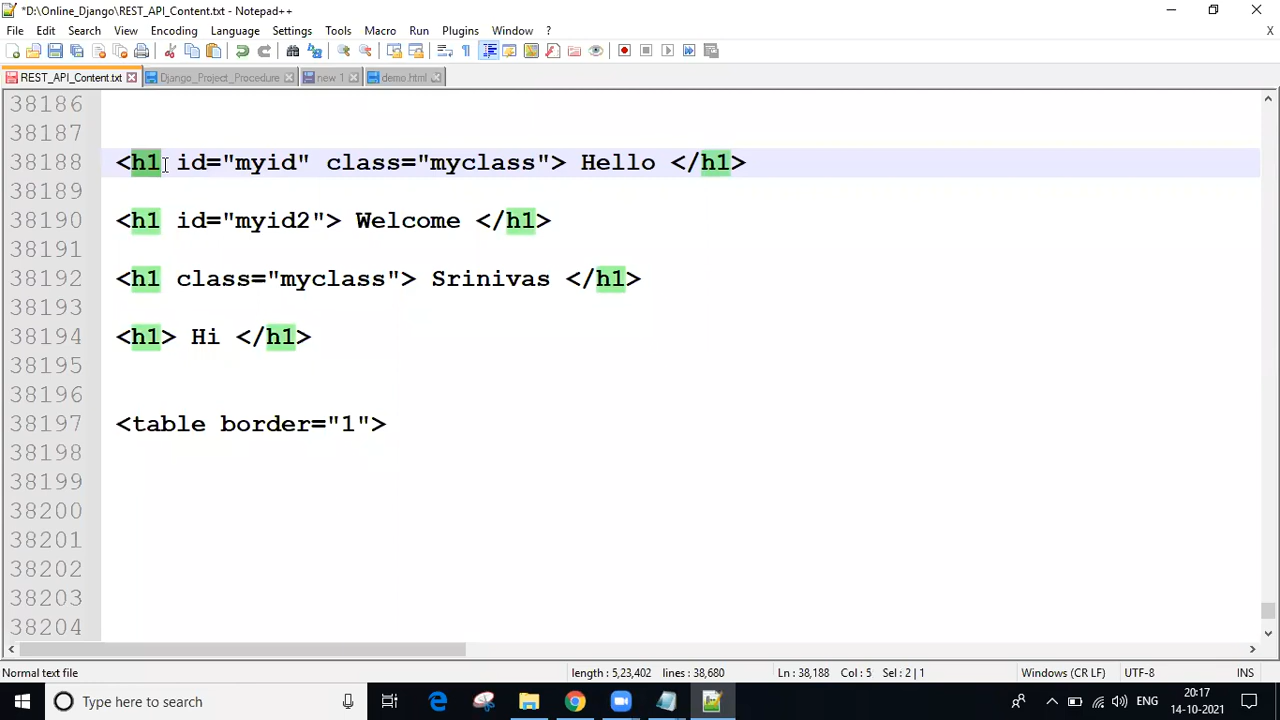 *D:\Online_Django\REST_API_Content.txt - Notepad++
File Edit Search View Encoding Language Settings Tools Macro Run Plugins Window ? X
REST_API_Content.txt Django_Project_Procedure new 1 demo.html
38186
38187
38188 <h1 id="myid" class="myclass"> Hello </h1>
38189
38190 <h1 id="myid2"> Welcome </h1>
38191
38192 <h1 class="myclass"> Srinivas </h1>
38193
38194 <h1> Hi </h1>
38195
38196
38197 <table border="1">
38198
38199
38200
38201
38202
38203
38204
Normal text file length : 5,23,402 lines : 38,680 Ln : 38,188 Col : 5 Sel : 2 | 1 Windows (CR LF) UTF-8 INS
Type here to search ENG 20:17
14-10-2021